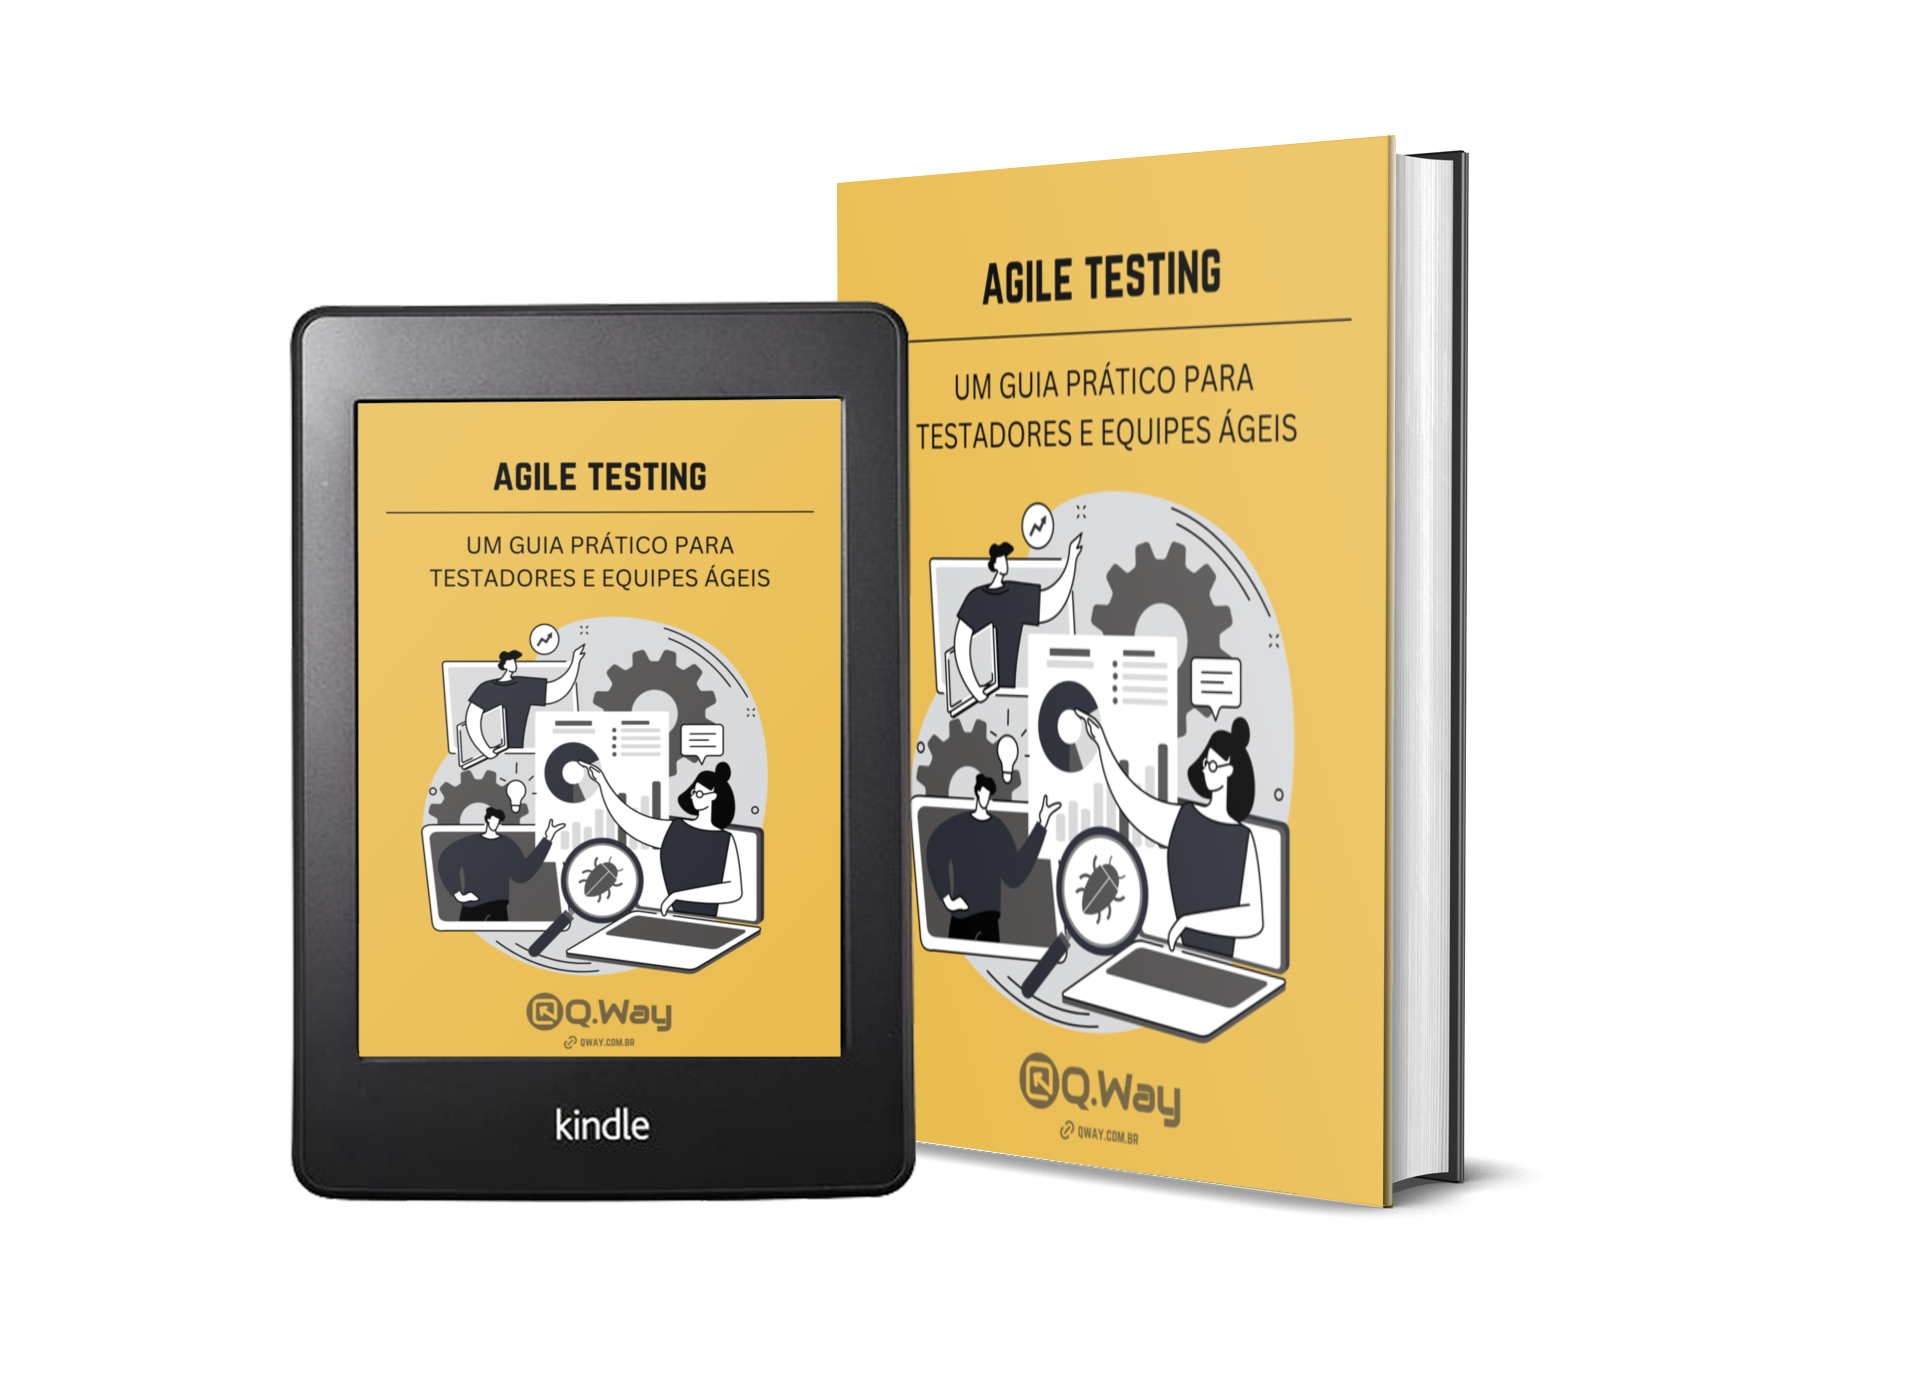 AGILE TESTING
UM GUIA PRÁTICO PARA
TESTADORES E EQUIPES ÁGEIS
Q.Way
QWAY.COM.BR
kindle
AGILE TESTING
UM GUIA PRÁTICO PARA
TESTADORES E EQUIPES ÁGEIS
Q.Way
QWAY.COM.BR